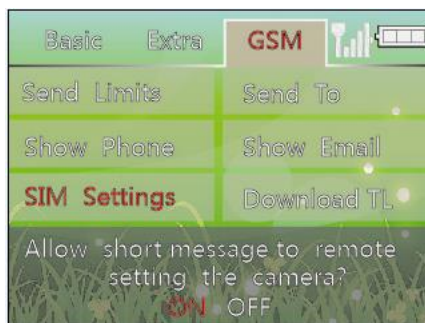 Basic Extra GSM
Send Limits Send To
Show Phone Show Email
SIM Settings Download TL
Allow short message to remote
setting the camera?
ON OFF